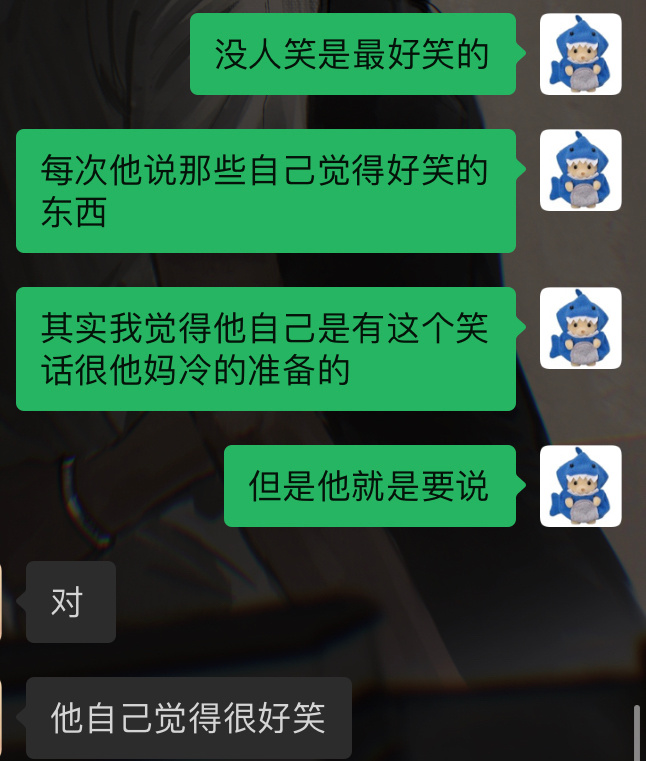 没人笑是最好笑的
每次他说那些自己觉得好笑的
东西
其实我觉得他自己是有这个笑
话很他妈冷的准备的
但是他就是要说
对
他自己觉得很好笑